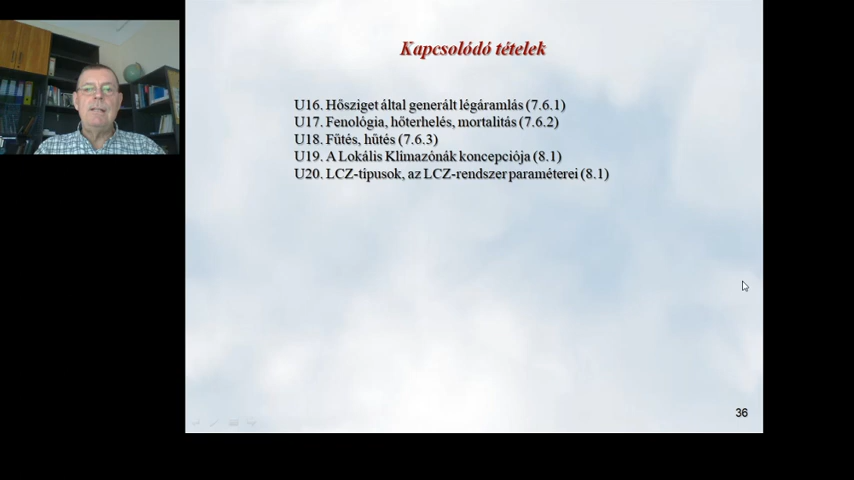 Kapcsolódó tételek
U16. Hősziget által generált légáramlás (7.6.1)
U17. Fenológia, hőterhelés, mortalitás (7.6.2)
U18. Fűtés, hűtés (7.6.3)
U19. A Lokális Klímazónák koncepciója (8.1)
U20. LCZ-típusok, az LCZ-rendszer paraméterei (8.1)
36